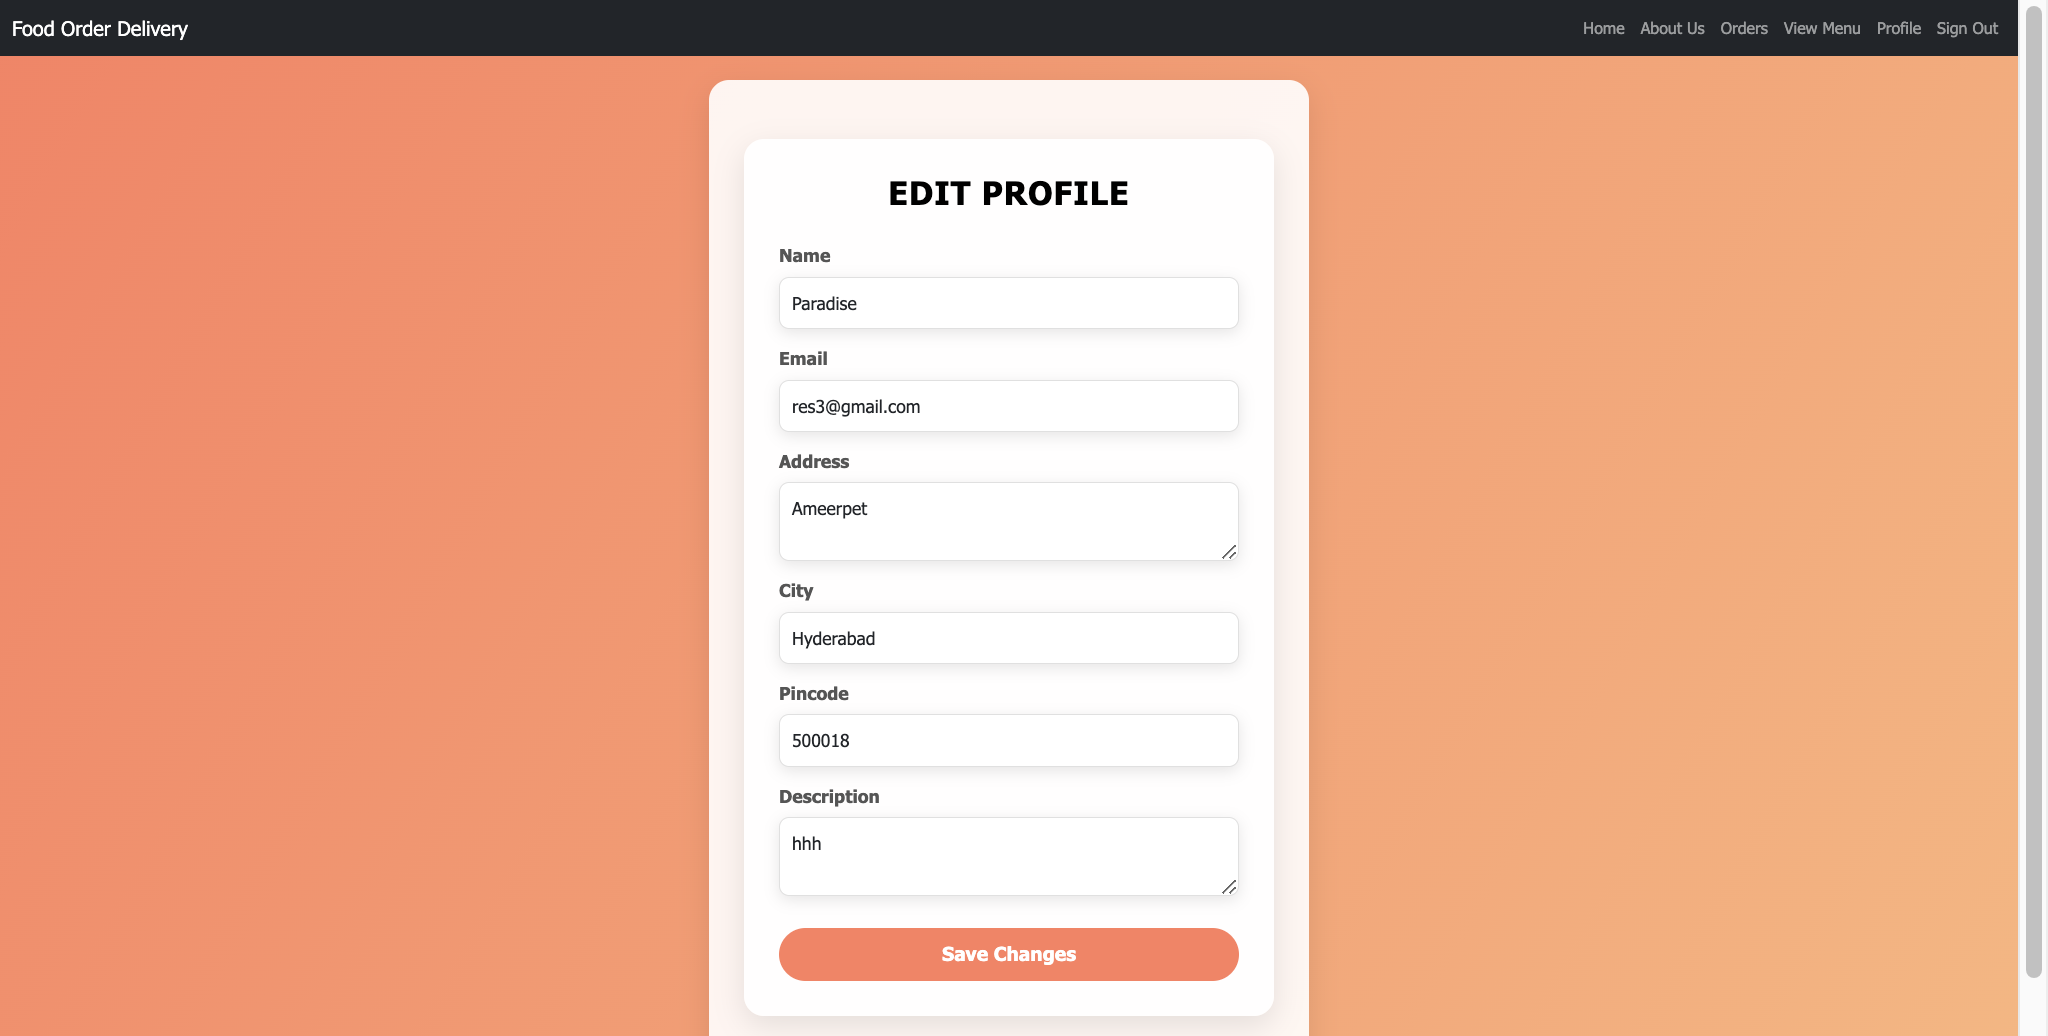 Food Order Delivery
Home About Us Orders View Menu Profile Sign Out
EDIT PROFILE
Name
Paradise
Email
res3@gmail.com
Address
Ameerpet
City
Hyderabad
Pincode
500018
Description
hhh
Save Changes